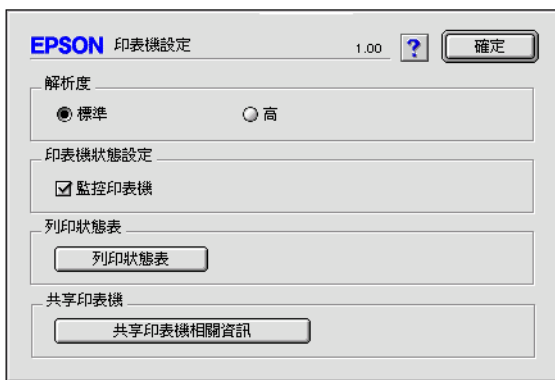 EPSON 印表機設定 1.00 ? 確定
解析度
標準 高
印表機狀態設定
監控印表機
列印狀態表
列印狀態表
共享印表機
共享印表機相關資訊